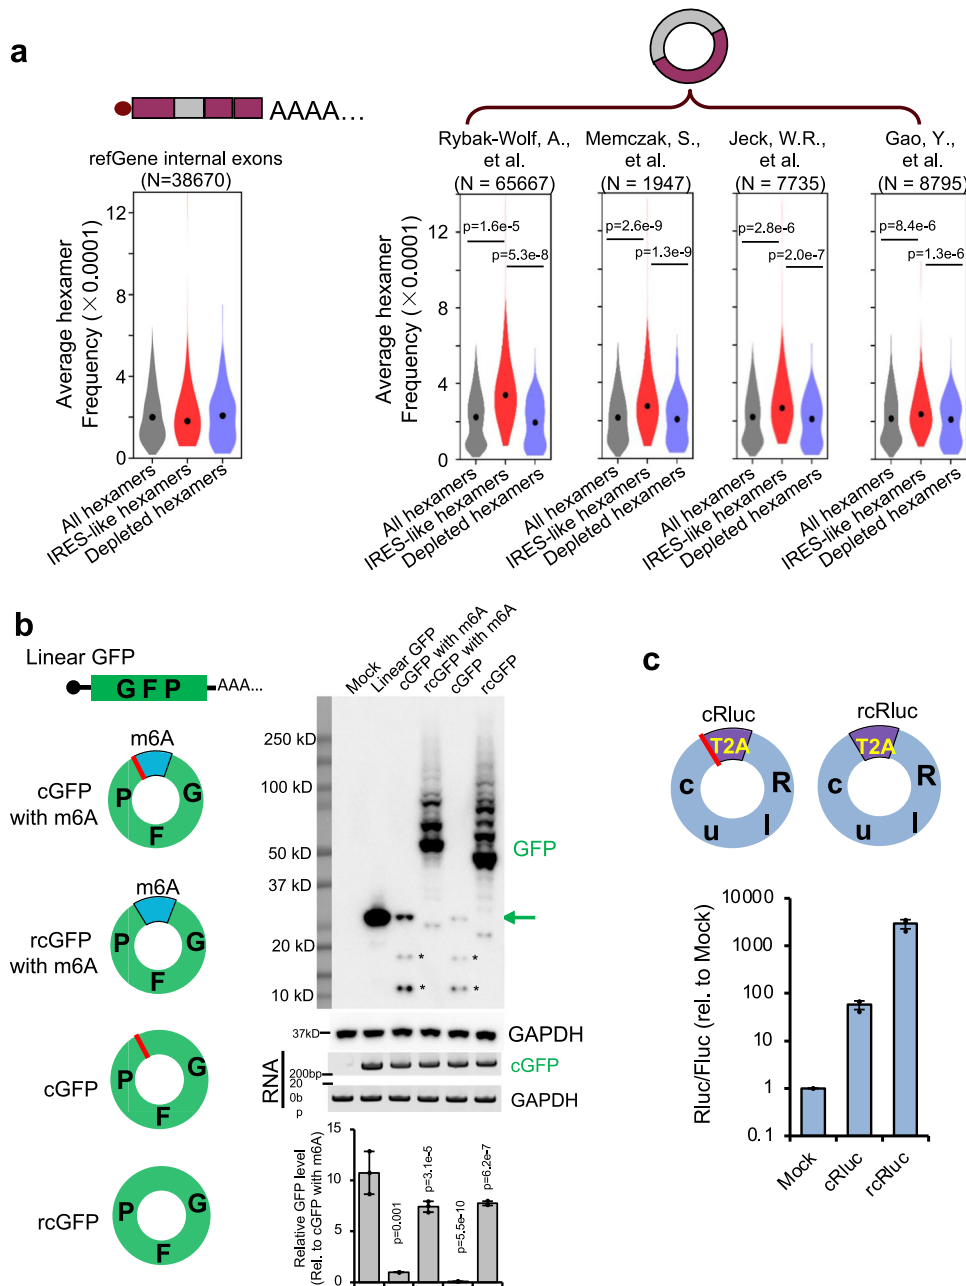 a
AAAA...
refGene internal exons
(N=38670)
Average hexamer
Frequency (×0.0001)
12
8
4
0
All hexamers
IRES-like hexamers
Depleted hexamers
Rybak-Wolf, A.,
et al.
(N = 65667)
Memczak, S.,
et al.
(N = 1947)
Jeck, W.R.,
et al.
(N = 7735)
Gao, Y., et al.
(N = 8795)
Average hexamer
Frequency (×0.0001)
12
8
4
0
p=1.6e-5
p=5.3e-8
p=2.6e-9
p=1.3e-9
p=2.8e-6
p=2.0e-7
p=8.4e-6
p=1.3e-6
All hexamers
IRES-like hexamers
Depleted hexamers
All hexamers
IRES-like hexamers
Depleted hexamers
All hexamers
IRES-like hexamers
Depleted hexamers
All hexamers
IRES-like hexamers
Depleted hexamers
b
Linear GFP
GFP
AAA...
m6A
cGFP
with m6A
P G
F
m6A
rcGFP
with m6A
P G
F
cGFP
P G
F
rcGFP
P G
F
Mock
Linear GFP
cGFP with m6A
rcGFP with m6A
cGFP
rcGFP
250 kD
100 kD
50 kD
37 kD
20 kD
10 kD
GFP
*
*
*
*
37kD
GAPDH
RNA
200bp
cGFP
20
0b
p
GAPDH
Relative GFP level
(Rel. to cGFP with m6A)
15
10
5
0
p=0.001
p=3.1e-5
p=5.5e-10
p=6.2e-7
c
cRluc
T2A
c R
u l
rcRluc
T2A
c R
u l
Rluc/Fluc (rel. to Mock)
10000
1000
100
10
1
0.1
Mock
cRluc
rcRluc